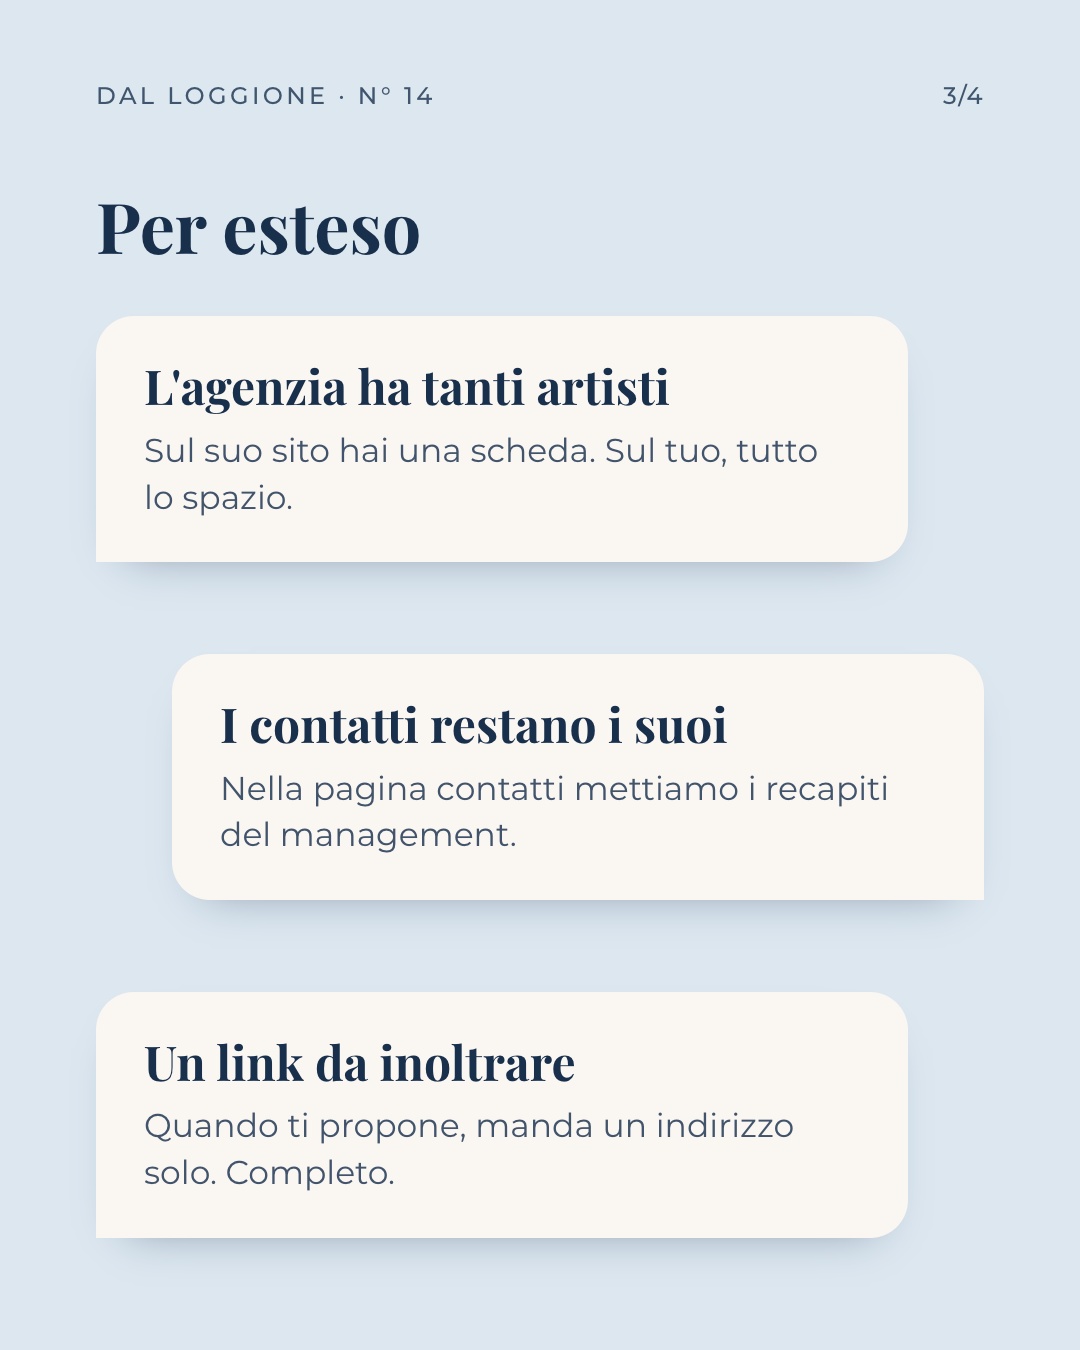 DAL LOGGIONE · N° 14
3/4
Per esteso
L'agenzia ha tanti artisti
Sul suo sito hai una scheda. Sul tuo, tutto
lo spazio.
I contatti restano i suoi
Nella pagina contatti mettiamo i recapiti
del management.
Un link da inoltrare
Quando ti propone, manda un indirizzo
solo. Completo.